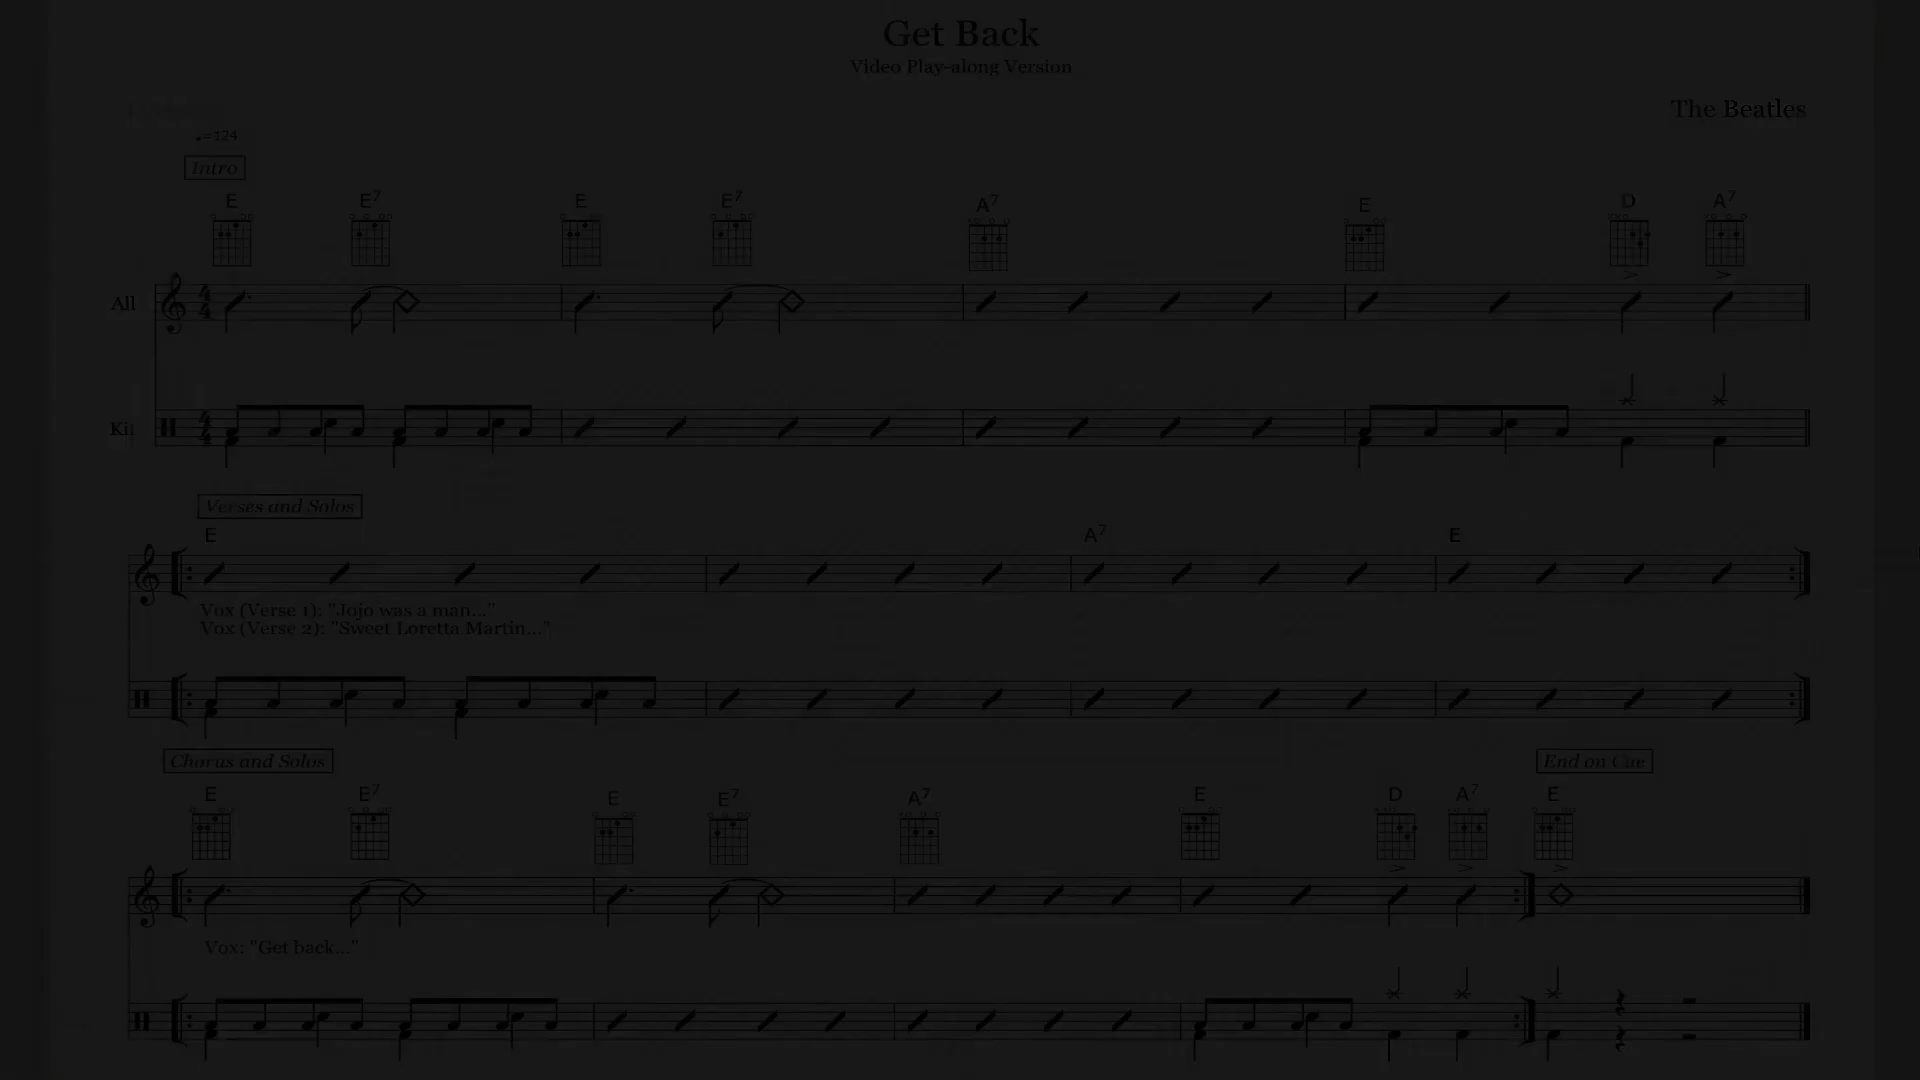 Get Back
Video Play-along Version
The Beatles
♩=124
Intro
E E7 E E7 A7 E D A7
All
Kit
Verses and Solos
E A7 E
Vox (Verse 1): "Jojo was a man..."
Vox (Verse 2): "Sweet Loretta Martin..."
Chorus and Solos End on Cue
E E7 E E7 A7 E D A7 E
Vox: "Get back..."